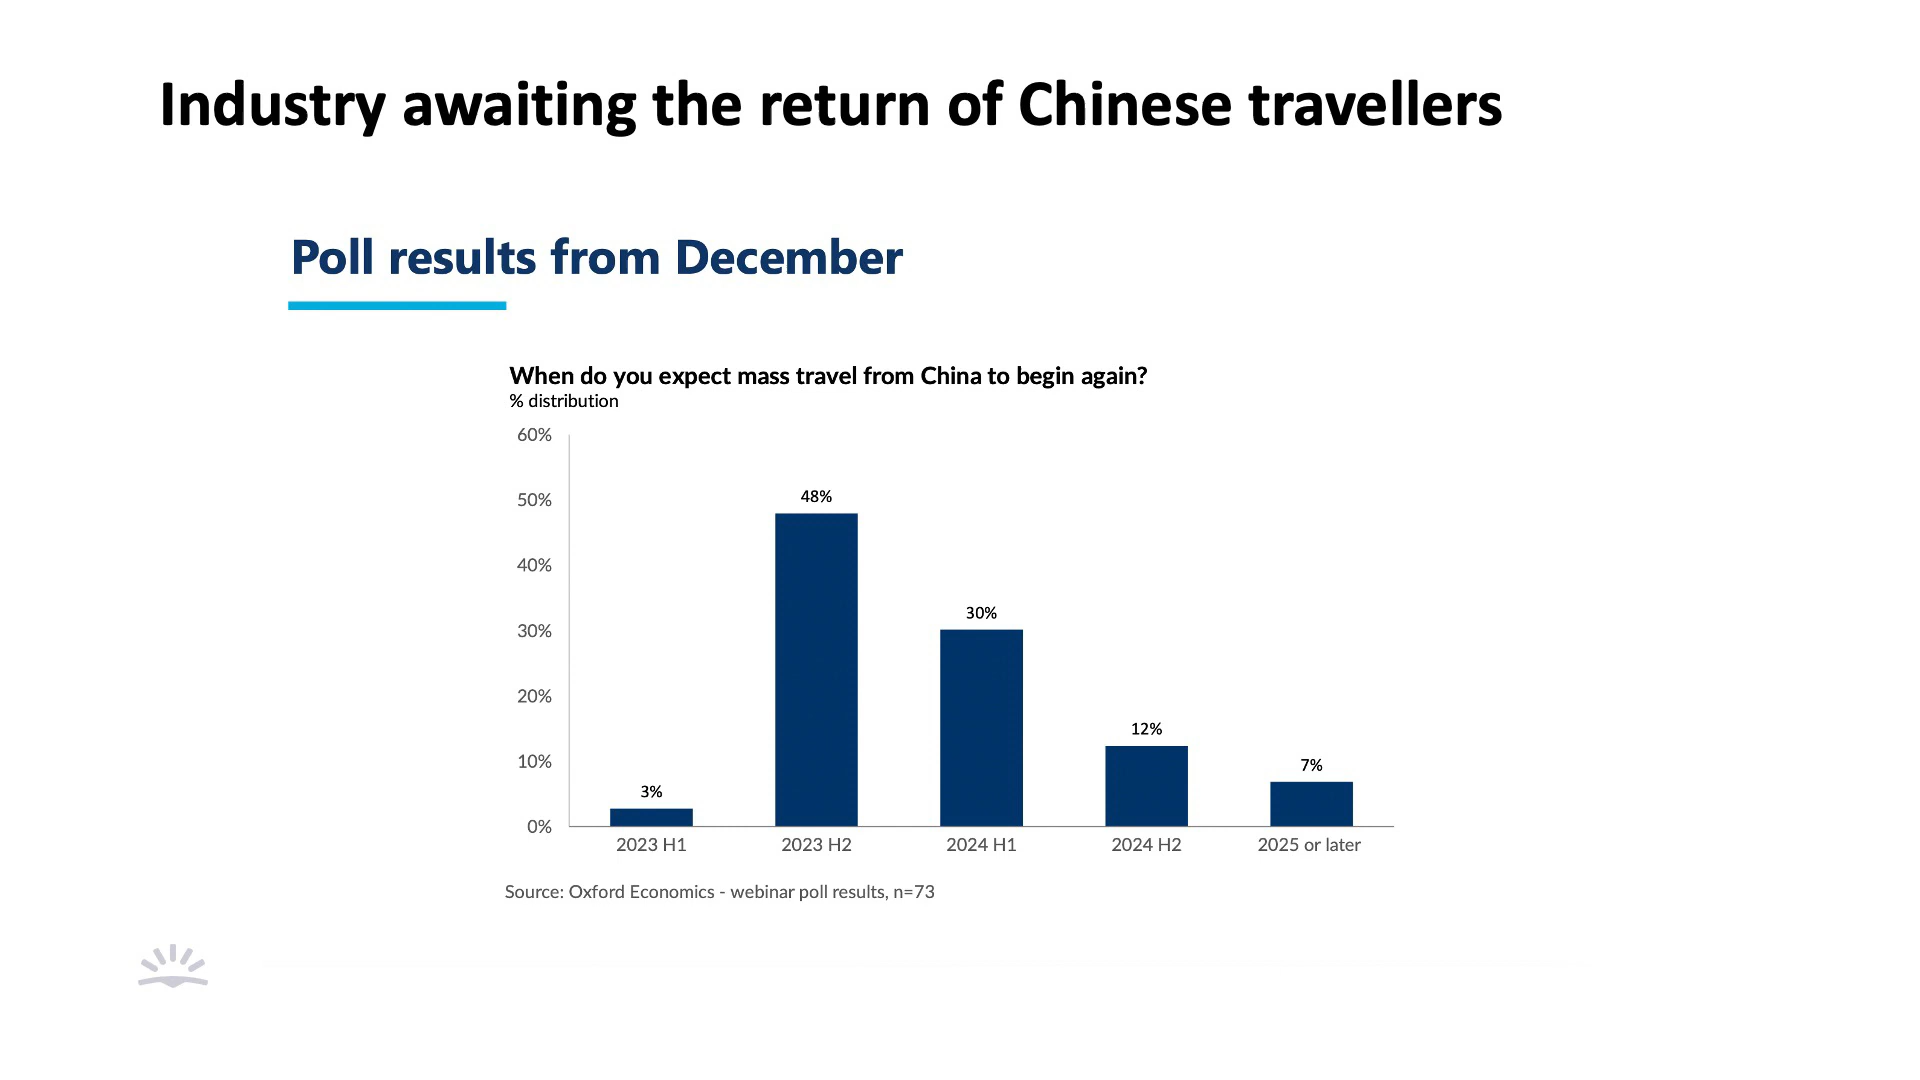 Industry awaiting the return of Chinese travellers
Poll results from December
When do you expect mass travel from China to begin again?
% distribution
60%
50%
40%
30%
20%
10%
0%
3%
48%
30%
12%
7%
2023 H1
2023 H2
2024 H1
2024 H2
2025 or later
Source: Oxford Economics - webinar poll results, n=73